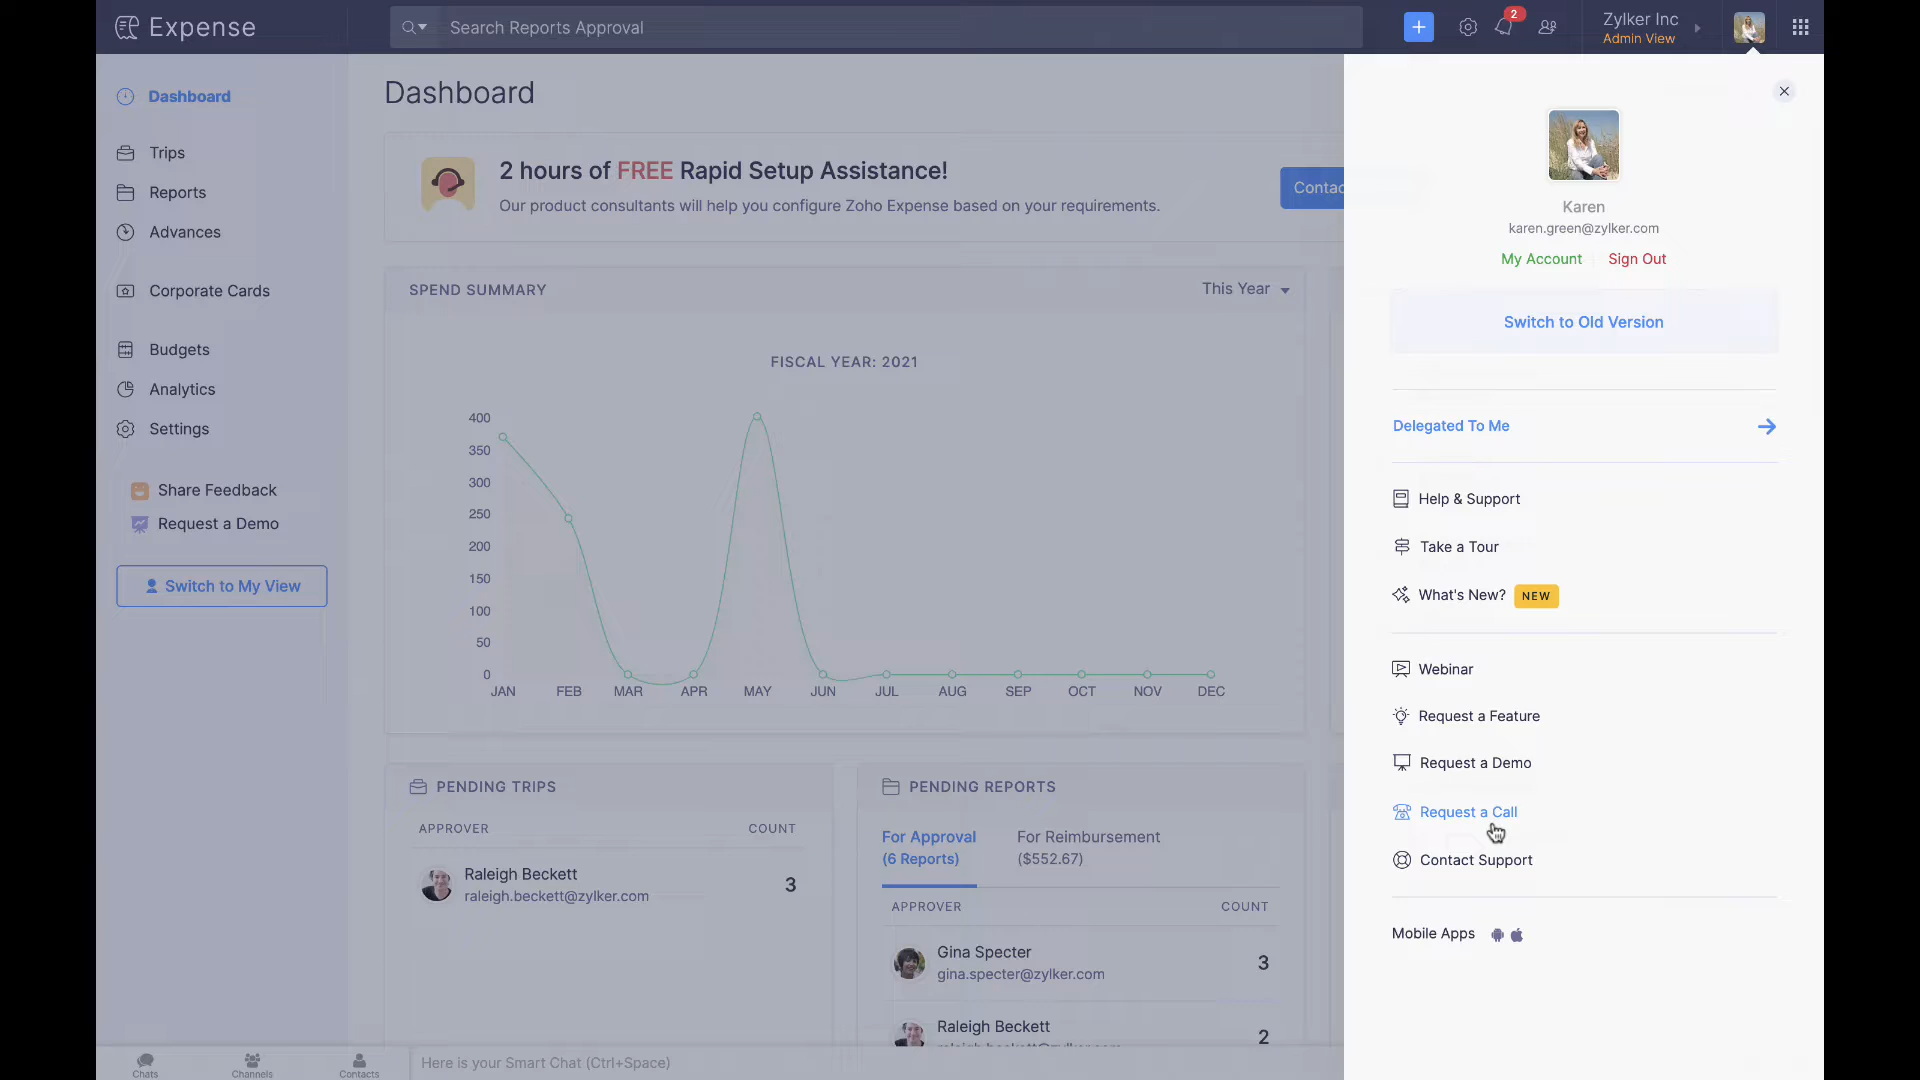 Expense
Search Reports Approval
2
Zylker Inc
Admin View
Dashboard
Trips
Reports
Advances
Corporate Cards
Budgets
Analytics
Settings
Share Feedback
Request a Demo
Switch to My View
Dashboard
2 hours of FREE Rapid Setup Assistance!
Our product consultants will help you configure Zoho Expense based on your requirements.
Contac
SPEND SUMMARY
This Year
FISCAL YEAR: 2021
400
350
300
250
200
150
100
50
0
JAN FEB MAR APR MAY JUN JUL AUG SEP OCT NOV DEC
PENDING TRIPS
APPROVER COUNT
Raleigh Beckett
raleigh.beckett@zylker.com
3
PENDING REPORTS
For Approval
(6 Reports)
For Reimbursement
($552.67)
APPROVER COUNT
Gina Specter
gina.specter@zylker.com
3
Raleigh Beckett
2
Chats
Channels
Contacts
Here is your Smart Chat (Ctrl+Space)
Karen
karen.green@zylker.com
My Account Sign Out
Switch to Old Version
Delegated To Me
Help & Support
Take a Tour
What's New? NEW
Webinar
Request a Feature
Request a Demo
Request a Call
Contact Support
Mobile Apps